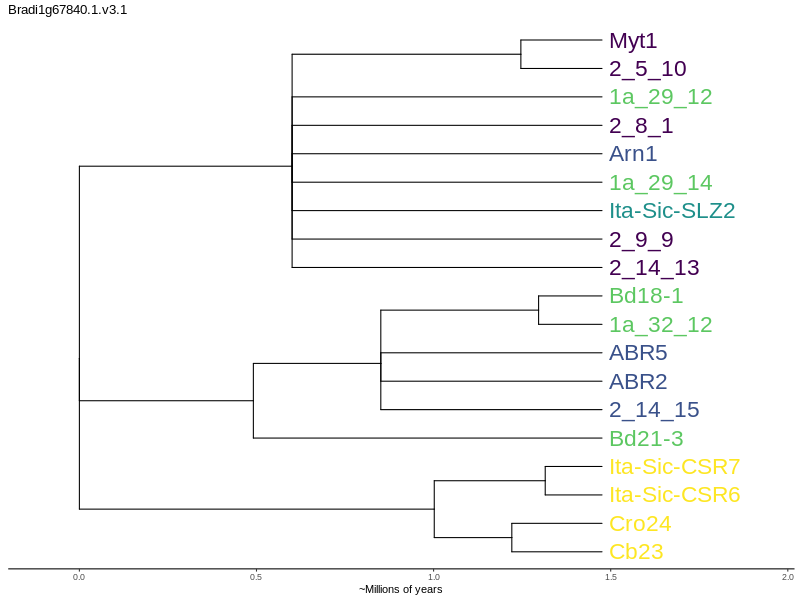 Bradi1g67840.1.v3.1
Myt1
2_5_10
1a_29_12
2_8_1
Arn1
1a_29_14
Ita-Sic-SLZ2
2_9_9
2_14_13
Bd18-1
1a_32_12
ABR5
ABR2
2_14_15
Bd21-3
Ita-Sic-CSR7
Ita-Sic-CSR6
Cro24
Cb23
0.0 0.5 1.0 1.5 2.0
~Millions of years